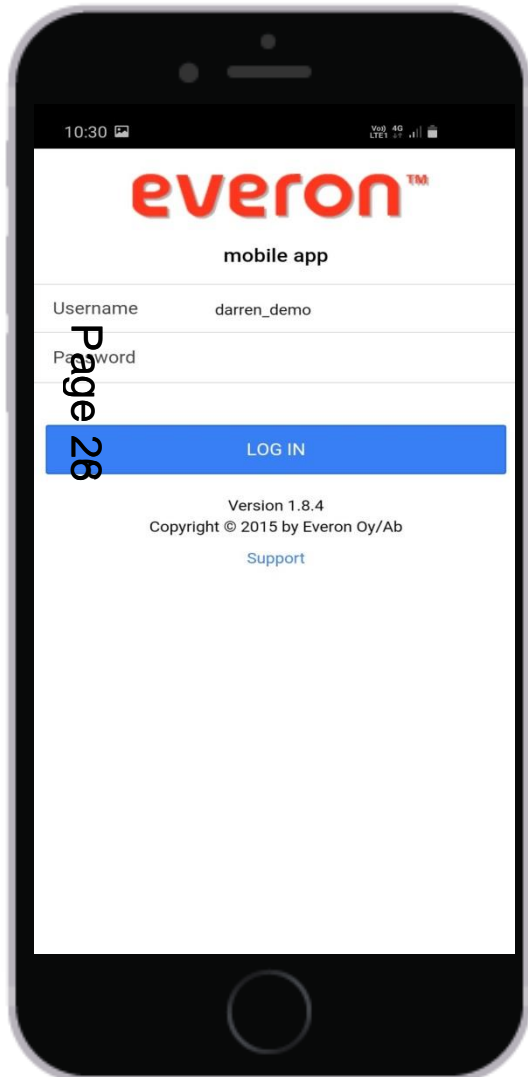 10:30
Vo)) 4G
LTE1
everon™
mobile app
Username darren_demo
Password
Page 28
LOG IN
Version 1.8.4
Copyright © 2015 by Everon Oy/Ab
Support